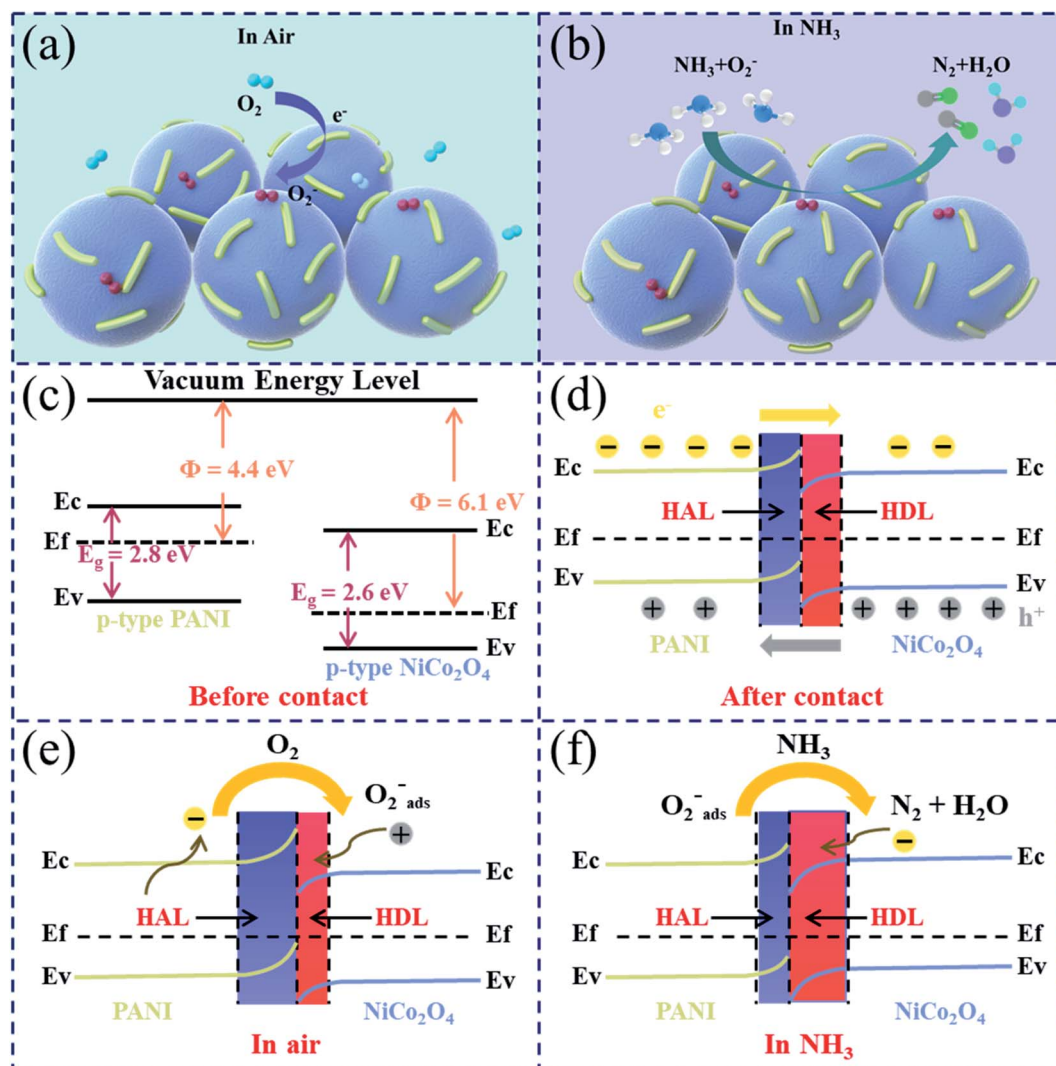 (a)
In Air
O₂
e⁻
O₂⁻
(b)
In NH₃
NH₃+O₂⁻
N₂+H₂O
(c)
Vacuum Energy Level
Φ = 4.4 eV
Φ = 6.1 eV
Ec
Ec
Ef
E_g = 2.8 eV
E_g = 2.6 eV
Ef
Ev
p-type PANI
Ev
p-type NiCo₂O₄
Before contact
(d)
e⁻
Ec
Ec
HAL
HDL
Ef
Ev
Ev
h⁺
PANI
NiCo₂O₄
After contact
(e)
O₂
O₂⁻ads
Ec
Ec
HAL
HDL
Ef
Ef
Ev
Ev
PANI
NiCo₂O₄
In air
(f)
NH₃
O₂⁻ads
N₂ + H₂O
Ec
Ec
HAL
HDL
Ef
Ef
Ev
Ev
PANI
NiCo₂O₄
In NH₃